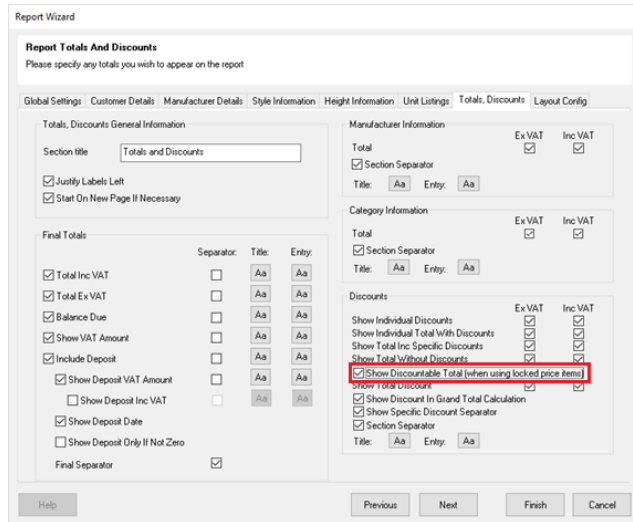 Report Wizard
Report Totals And Discounts
Please specify any totals you wish to appear on the report
Global Settings Customer Details Manufacturer Details Style Information Height Information Unit Listings Totals, Discounts Layout Config
Totals, Discounts General Information
Section title Totals and Discounts
Justify Labels Left
Start On New Page If Necessary
Final Totals
Separator: Title: Entry:
Total Inc VAT Aa Aa
Total Ex VAT Aa Aa
Balance Due Aa Aa
Show VAT Amount Aa Aa
Include Deposit Aa Aa
Show Deposit VAT Amount Aa Aa
Show Deposit Inc VAT Aa Aa
Show Deposit Date
Show Deposit Only If Not Zero
Final Separator
Manufacturer Information
Ex VAT Inc VAT
Total
Section Separator
Title: Aa Entry: Aa
Category Information
Ex VAT Inc VAT
Total
Section Separator
Title: Aa Entry: Aa
Discounts
Ex VAT Inc VAT
Show Individual Discounts
Show Individual Total With Discounts
Show Total Inc Specific Discounts
Show Total Without Discounts
Show Discountable Total (when using locked price items)
Show Total Discount
Show Discount In Grand Total Calculation
Show Specific Discount Separator
Section Separator
Title: Aa Entry: Aa
Help Previous Next Finish Cancel